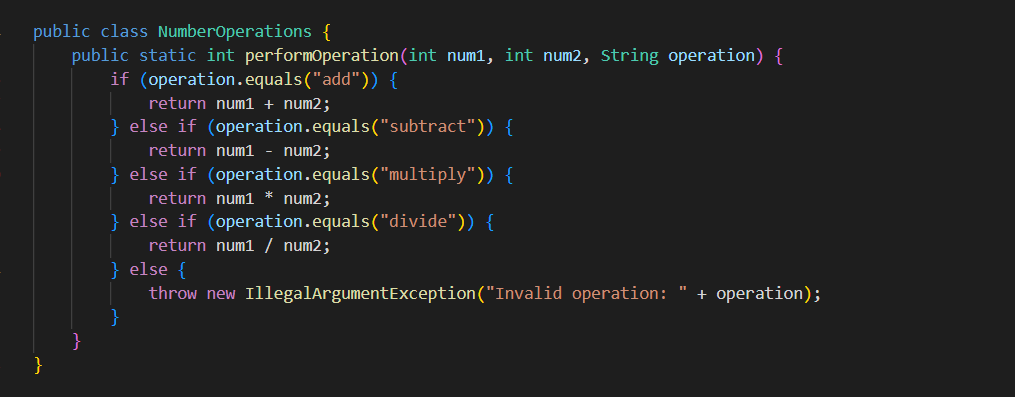 public class NumberOperations {
    public static int performOperation(int num1, int num2, String operation) {
        if (operation.equals("add")) {
            return num1 + num2;
        } else if (operation.equals("subtract")) {
            return num1 - num2;
        } else if (operation.equals("multiply")) {
            return num1 * num2;
        } else if (operation.equals("divide")) {
            return num1 / num2;
        } else {
            throw new IllegalArgumentException("Invalid operation: " + operation);
        }
    }
}